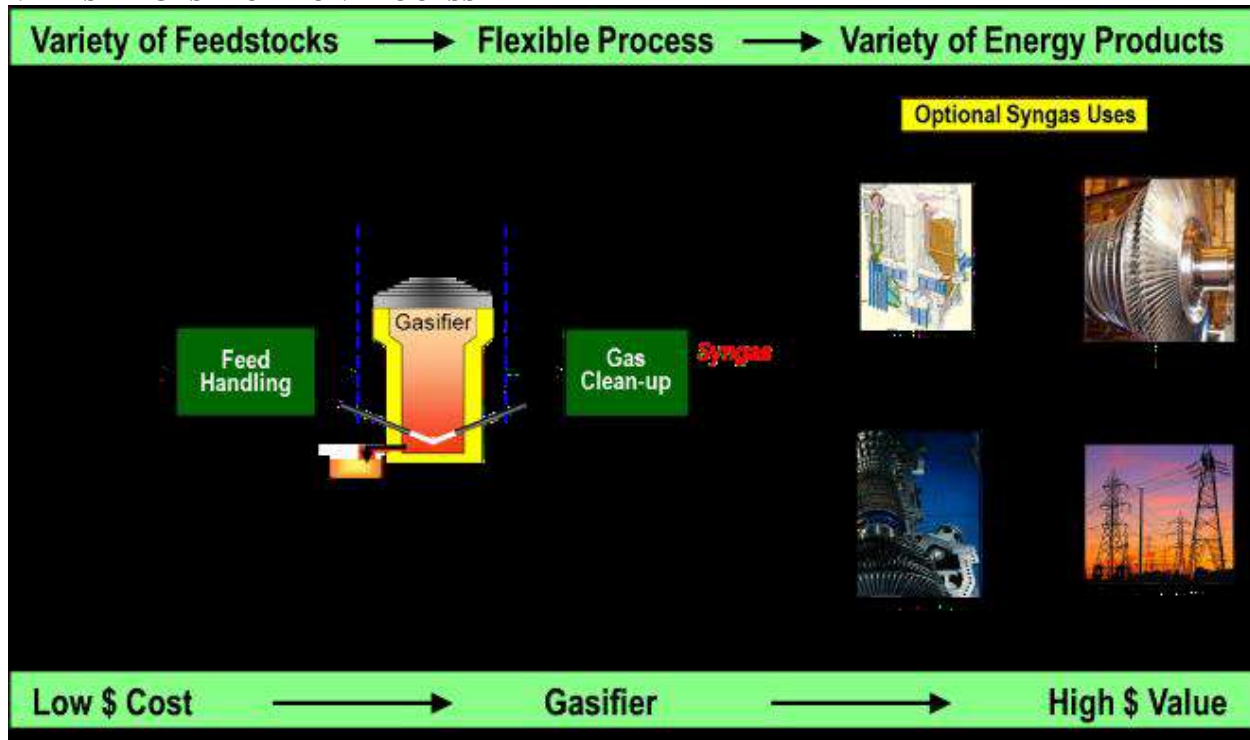 Variety of Feedstocks → Flexible Process → Variety of Energy Products
Optional Syngas Uses
Gasifier
Feed
Handling
Gas
Clean-up
Syngas
Low $ Cost → Gasifier → High $ Value